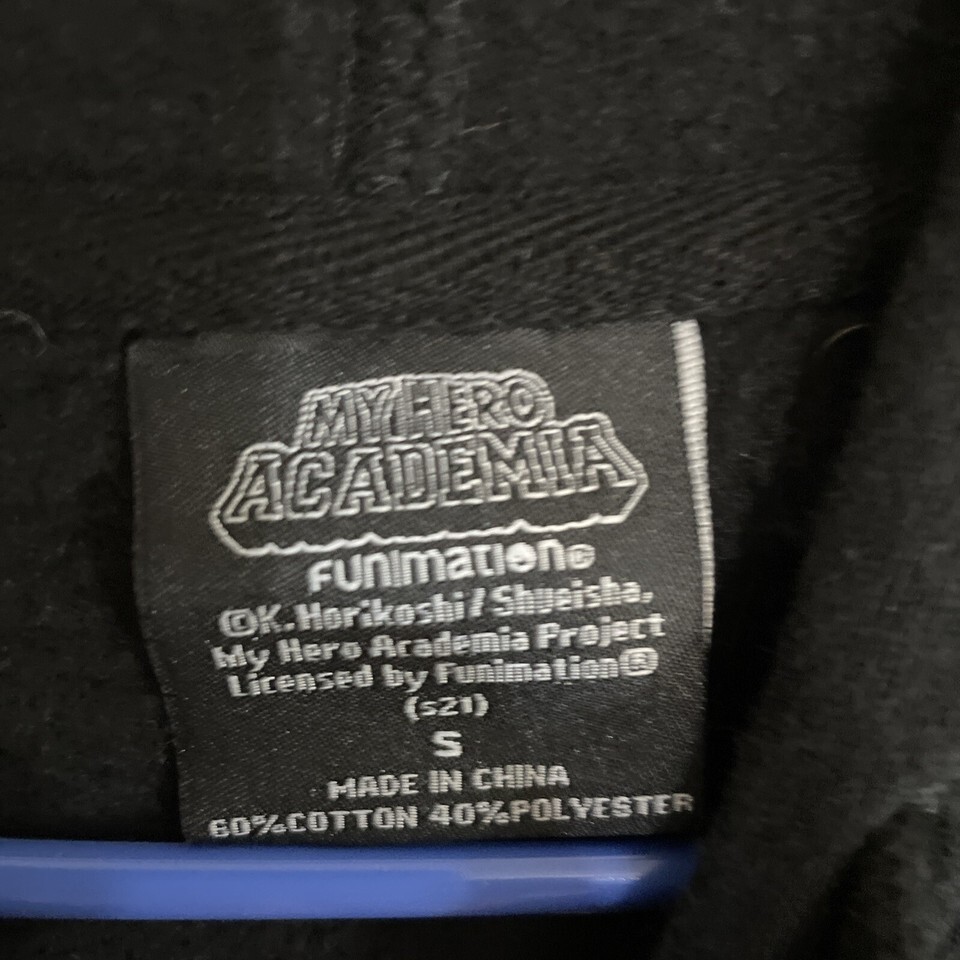 MY HERO
ACADEMIA
FUnimation®
©K. Horikoshi / Shueisha,
My Hero Academia Project
Licensed by Funimation®
(s21)
S
MADE IN CHINA
60%COTTON 40%POLYESTER